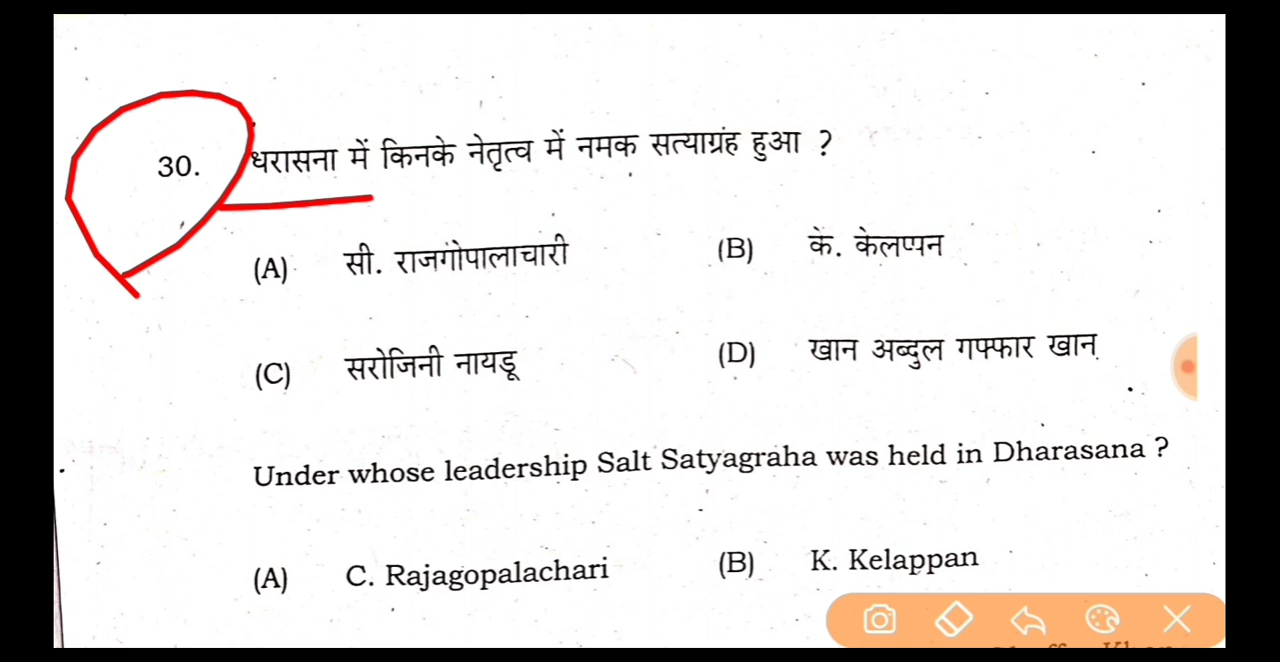 30. धरासना में किनके नेतृत्व में नमक सत्याग्रंह हुआ ?
(A) सी. राजगोपालाचारी (B) के. केलप्पन
(C) सरोजिनी नायडू (D) खान अब्दुल गफ्फार खान
Under whose leadership Salt Satyagraha was held in Dharasana ?
(A) C. Rajagopalachari (B) K. Kelappan